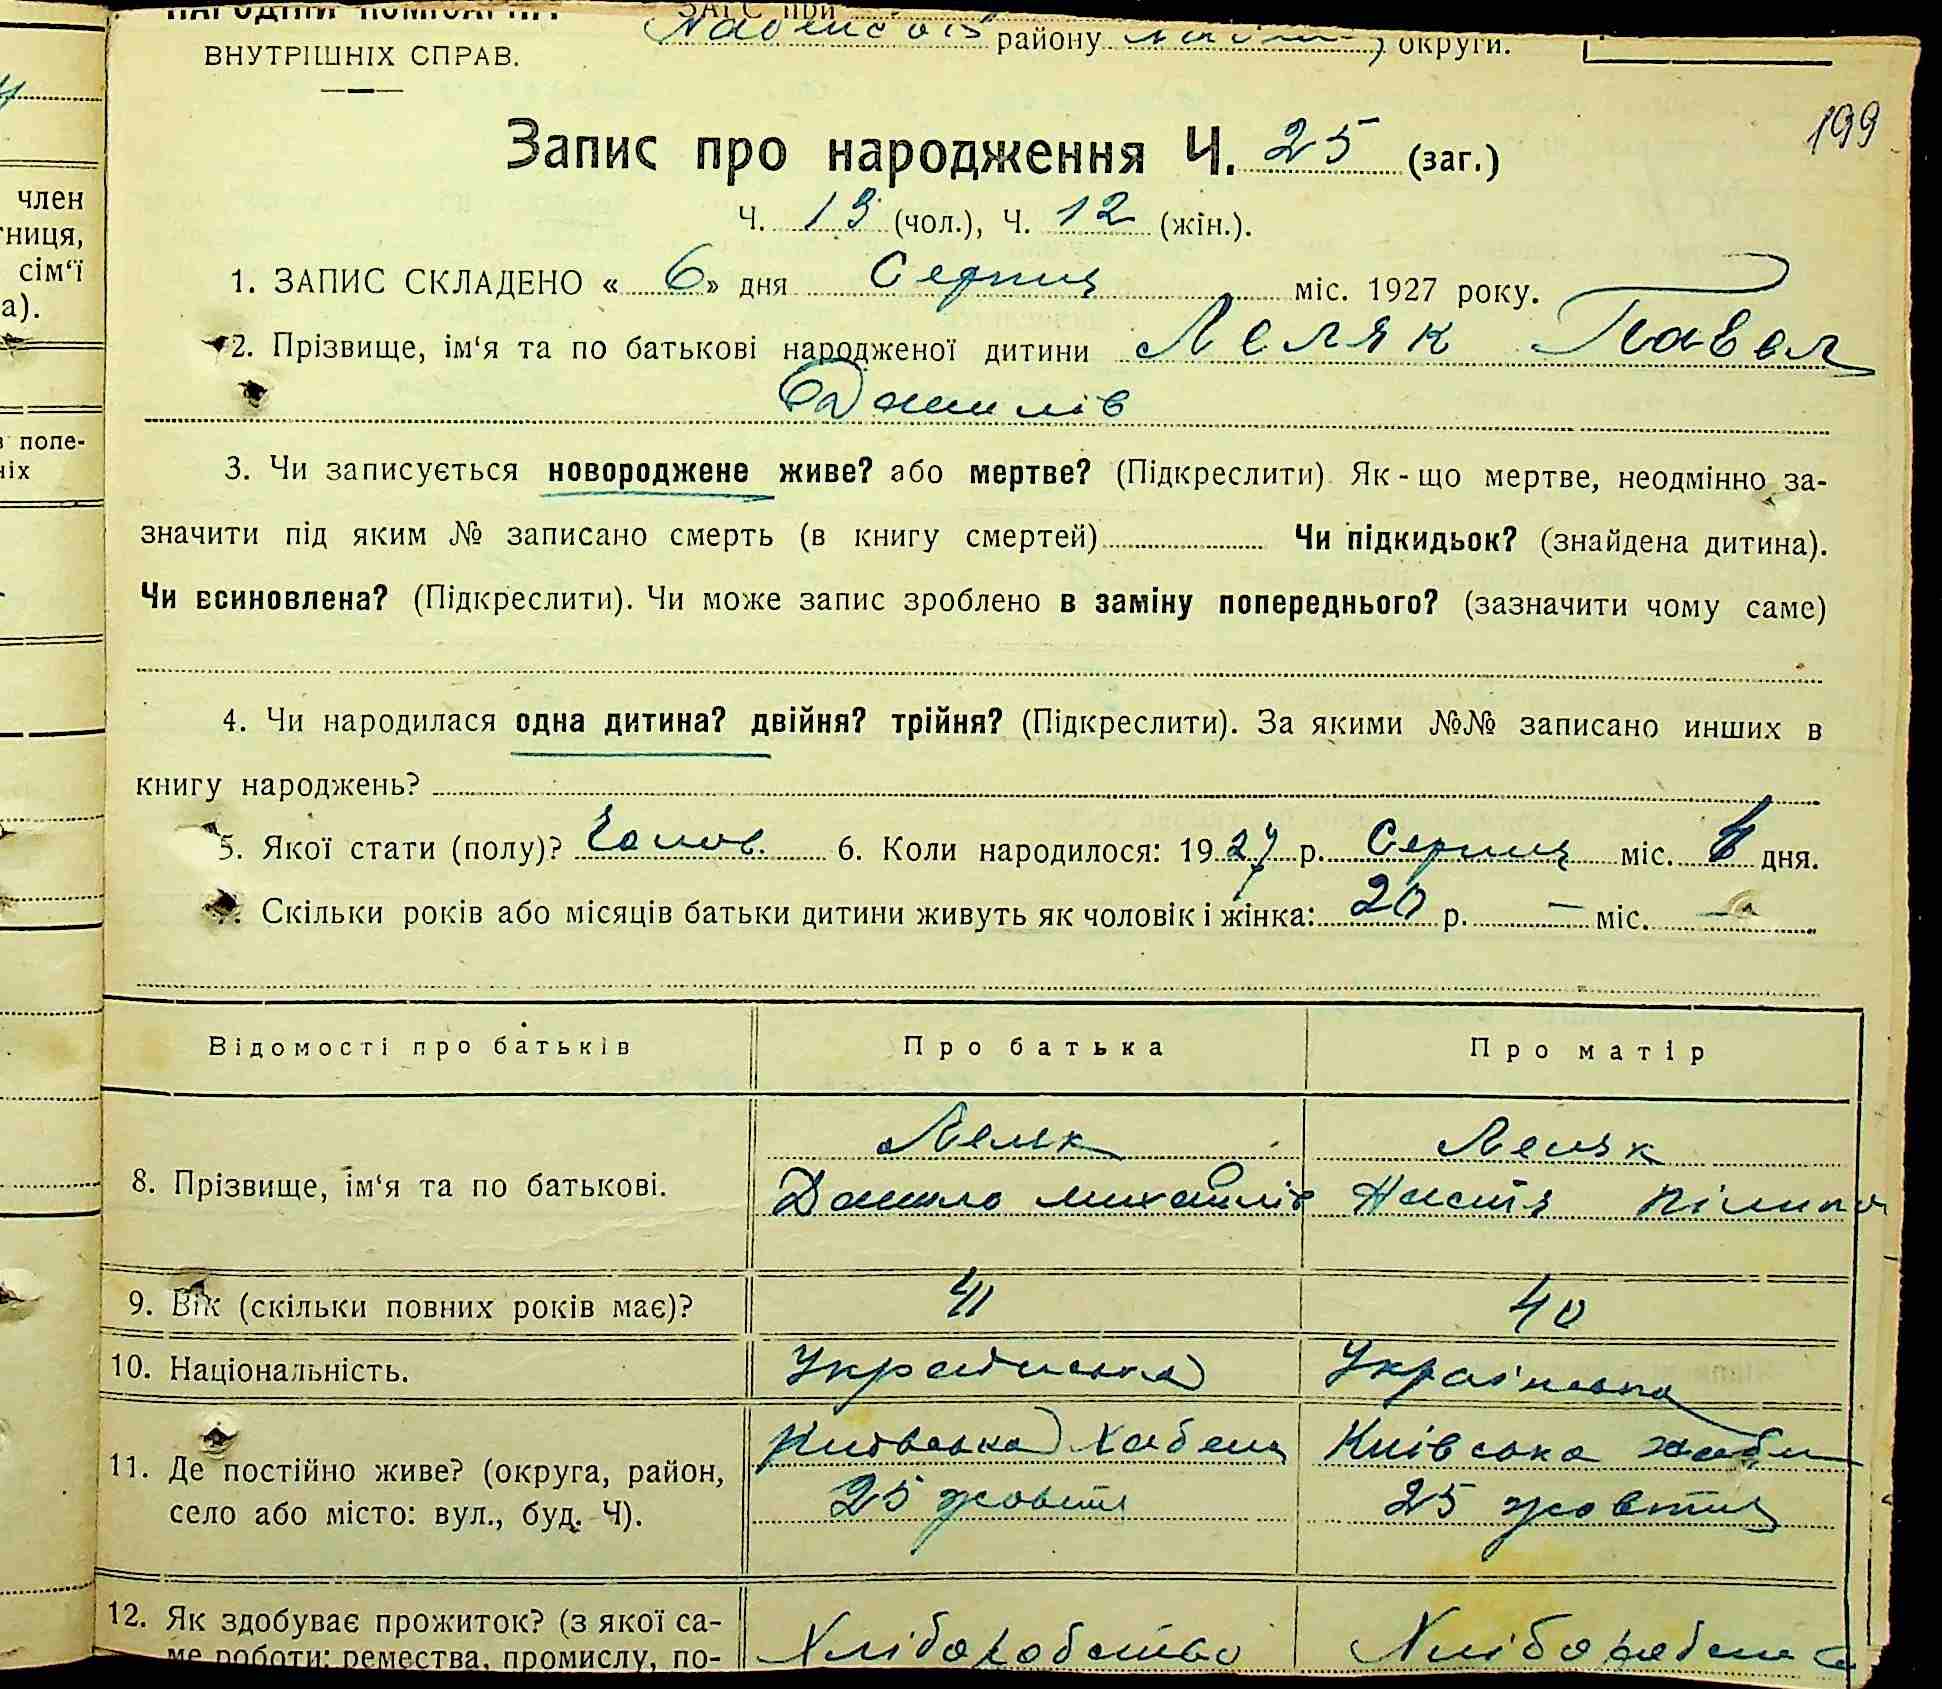 НАРОДНІЙ КОМІСАРІЯТ
ВНУТРІШНІХ СПРАВ.
ЗАГС при
району округи.
199
член
сім‘ї
а).
попе-
ніх
Запис про народження Ч. 25 (заг.)
Ч. 13 (чол.), Ч. 12 (жін.).
1. ЗАПИС СКЛАДЕНО « 6 » дня Серпня міс. 1927 року.
2. Прізвище, ім‘я та по батькові народженої дитини Леляк Павел
Данилів
3. Чи записується новороджене живе? або мертве? (Підкреслити). Як - що мертве, неодмінно за-
значити під яким № записано смерть (в книгу смертей) Чи підкидьок? (знайдена дитина).
Чи всиновлена? (Підкреслити). Чи може запис зроблено в заміну попереднього? (зазначити чому саме)
4. Чи народилася одна дитина? двійня? трійня? (Підкреслити). За якими №№ записано инших в
книгу народжень?
5. Якої стати (полу)? Чолов. 6. Коли народилося: 1927 р. Серпня міс. дня.
Скільки років або місяців батьки дитини живуть як чоловік і жінка: 20 р. — міс. —
Відомості про батьків Про батька Про матір
8. Прізвище, ім‘я та по батькові.
Леляк Леляк
Данило Михайлів Настя Пілипа
9. Вік (скільки повних років має)? 41 40
10. Національність. Українська Українська
11. Де постійно живе? (округа, район,
село або місто: вул., буд. Ч).
Київська Хабен Київська Хабн
25 жовтня 25 жовтня
12. Як здобуває прожиток? (з якої са-
ме роботи: ремества, промислу, по-
Хліборобство Хліборобство